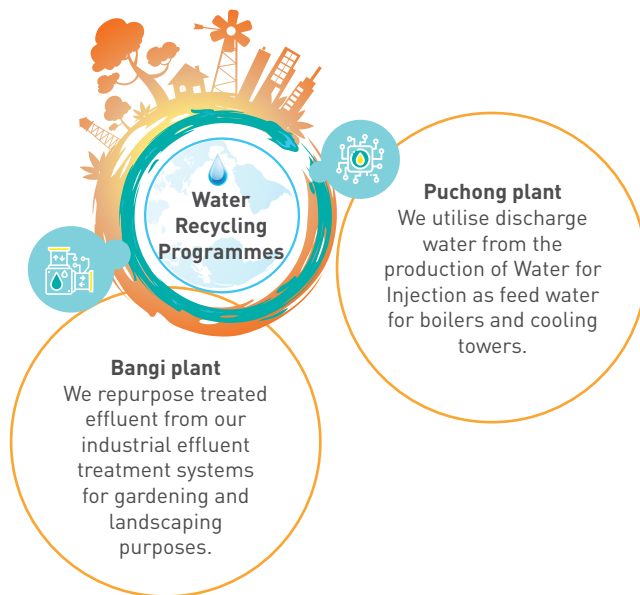 Water
Recycling
Programmes
Puchong plant
We utilise discharge
water from the
production of Water for
Injection as feed water
for boilers and cooling
towers.
Bangi plant
We repurpose treated
effluent from our
industrial effluent
treatment systems
for gardening and
landscaping
purposes.